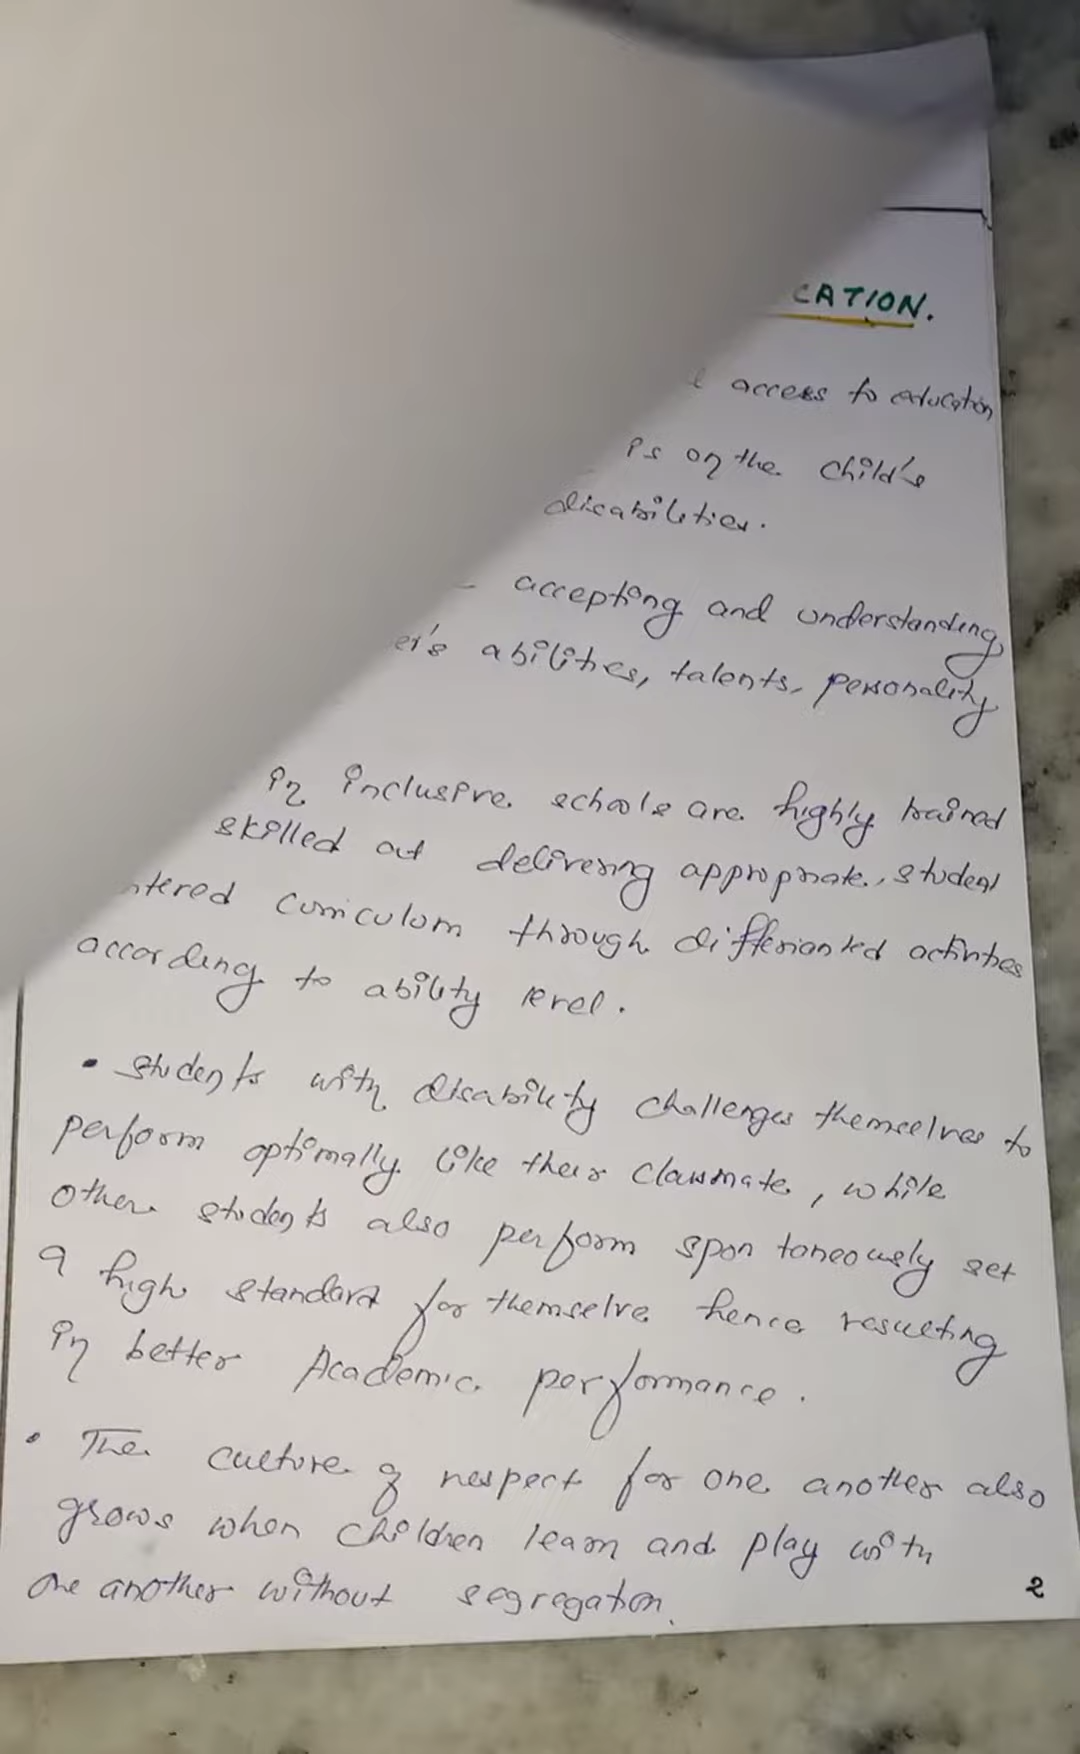 CATION.
access to education
is on the child's
disabilities.
accepting and understanding
er's abilities, talents, personality
in inclusive schools are highly trained
skilled at delivering appropriate, student
ntered curriculum through differianted activities
according to ability level.
• Students with disability challenges themselves to
perform optimally like their classmate, while
other students also perform spontaneously set
a high standard for themselve hence resulting
in better Academic performance.
• The culture of respect for one another also
grows when children learn and play with
one another without segregation.
2